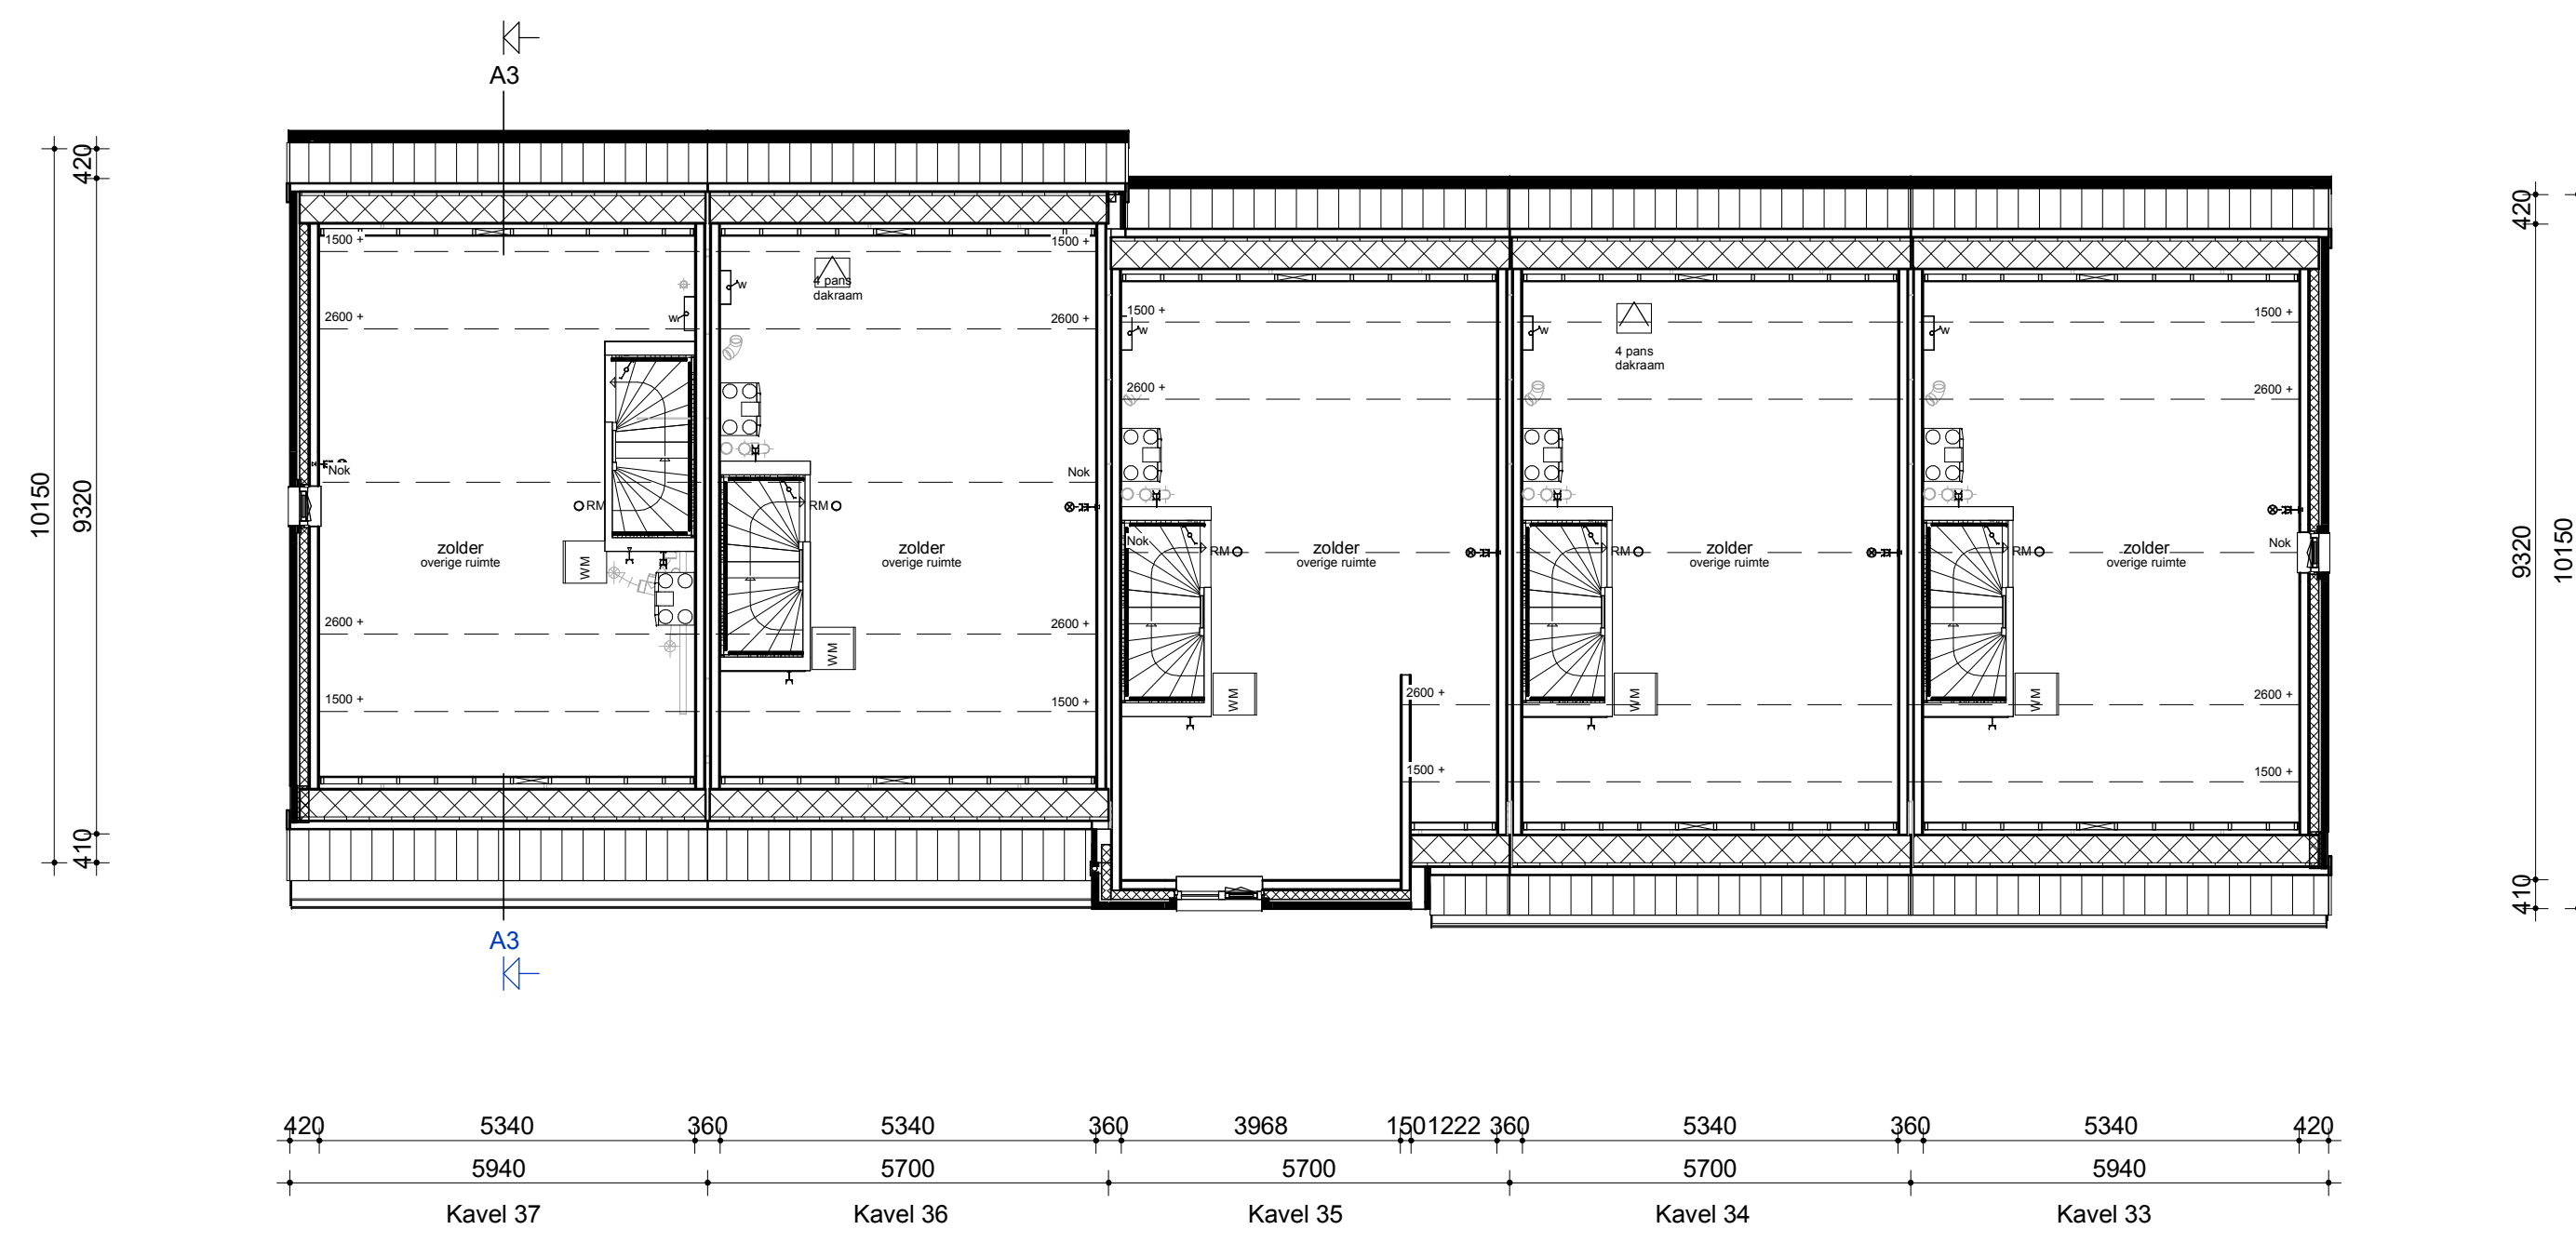 A3
420
10150
9320
410
420
9320
10150
410
1500 +
2600 +
Nok
RM
zolder
overige ruimte
WM
2600 +
1500 +
w
w
4 pans
dakraam
1500 +
2600 +
Nok
RM
zolder
overige ruimte
WM
2600 +
1500 +
1500 +
w
2600 +
Nok
RM
zolder
overige ruimte
WM
2600 +
1500 +
w
4 pans
dakraam
RM
zolder
overige ruimte
WM
w
1500 +
2600 +
RM
zolder
overige ruimte
Nok
WM
2600 +
1500 +
A3
420 5340 360 5340 360 3968 150 1222 360 5340 360 5340 420
5940 5700 5700 5700 5940
Kavel 37 Kavel 36 Kavel 35 Kavel 34 Kavel 33